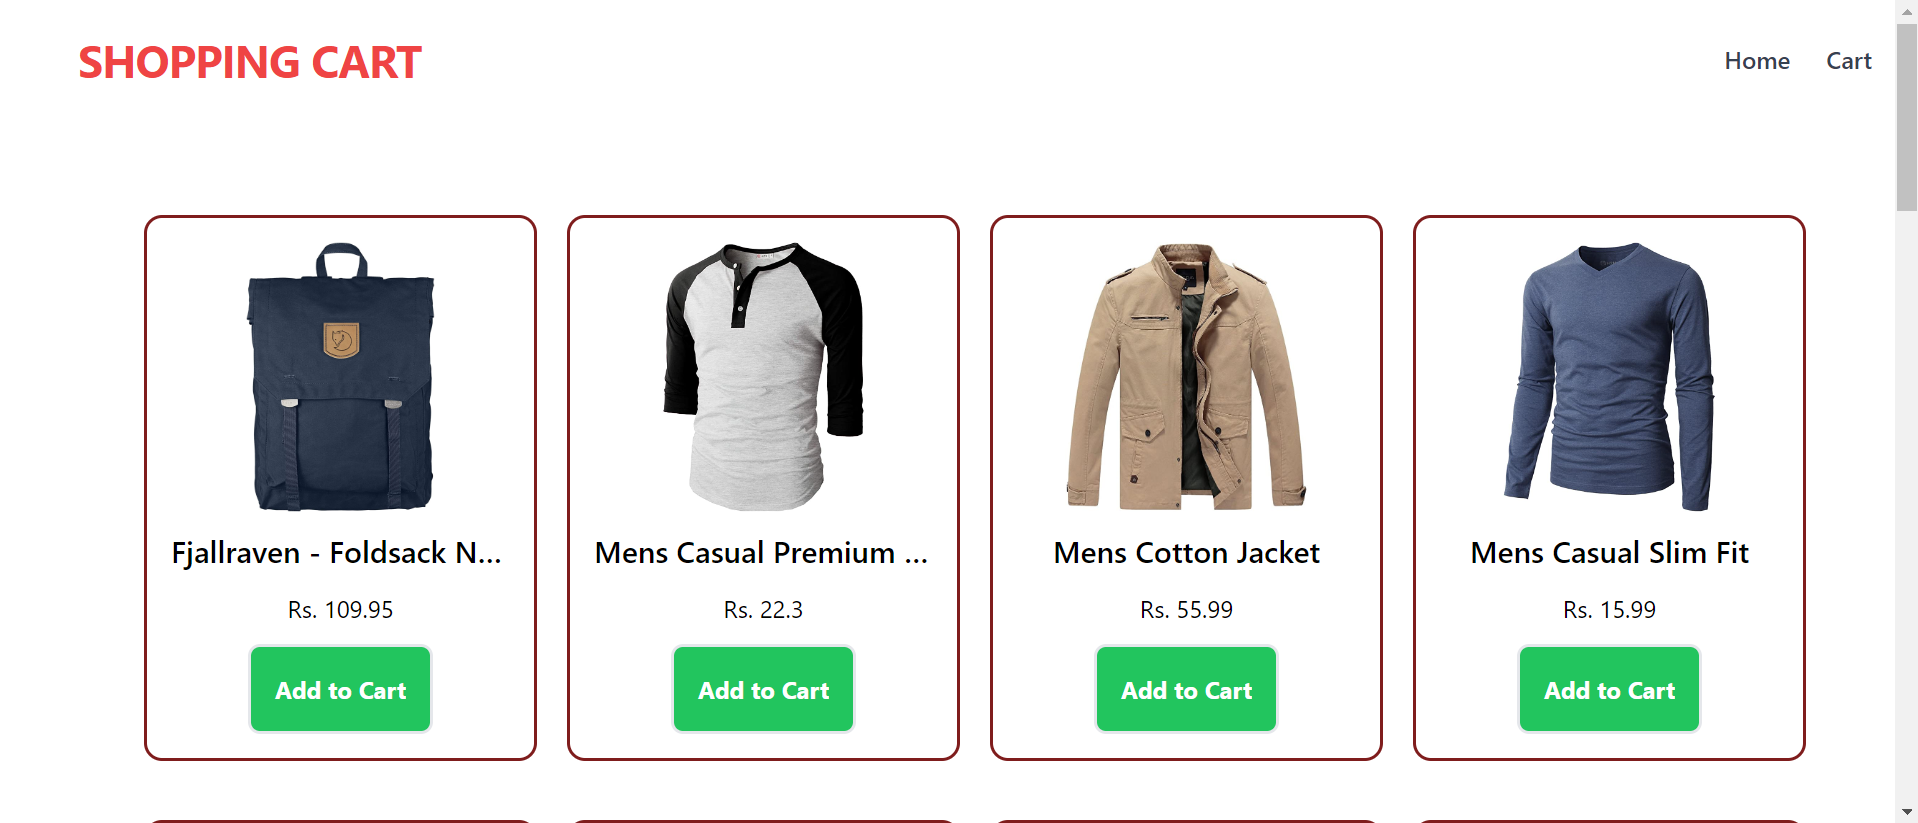 SHOPPING CART
Home
Cart
Fjallraven - Foldsack N...
Mens Casual Premium ...
Mens Cotton Jacket
Mens Casual Slim Fit
Rs. 109.95
Rs. 22.3
Rs. 55.99
Rs. 15.99
Add to Cart
Add to Cart
Add to Cart
Add to Cart